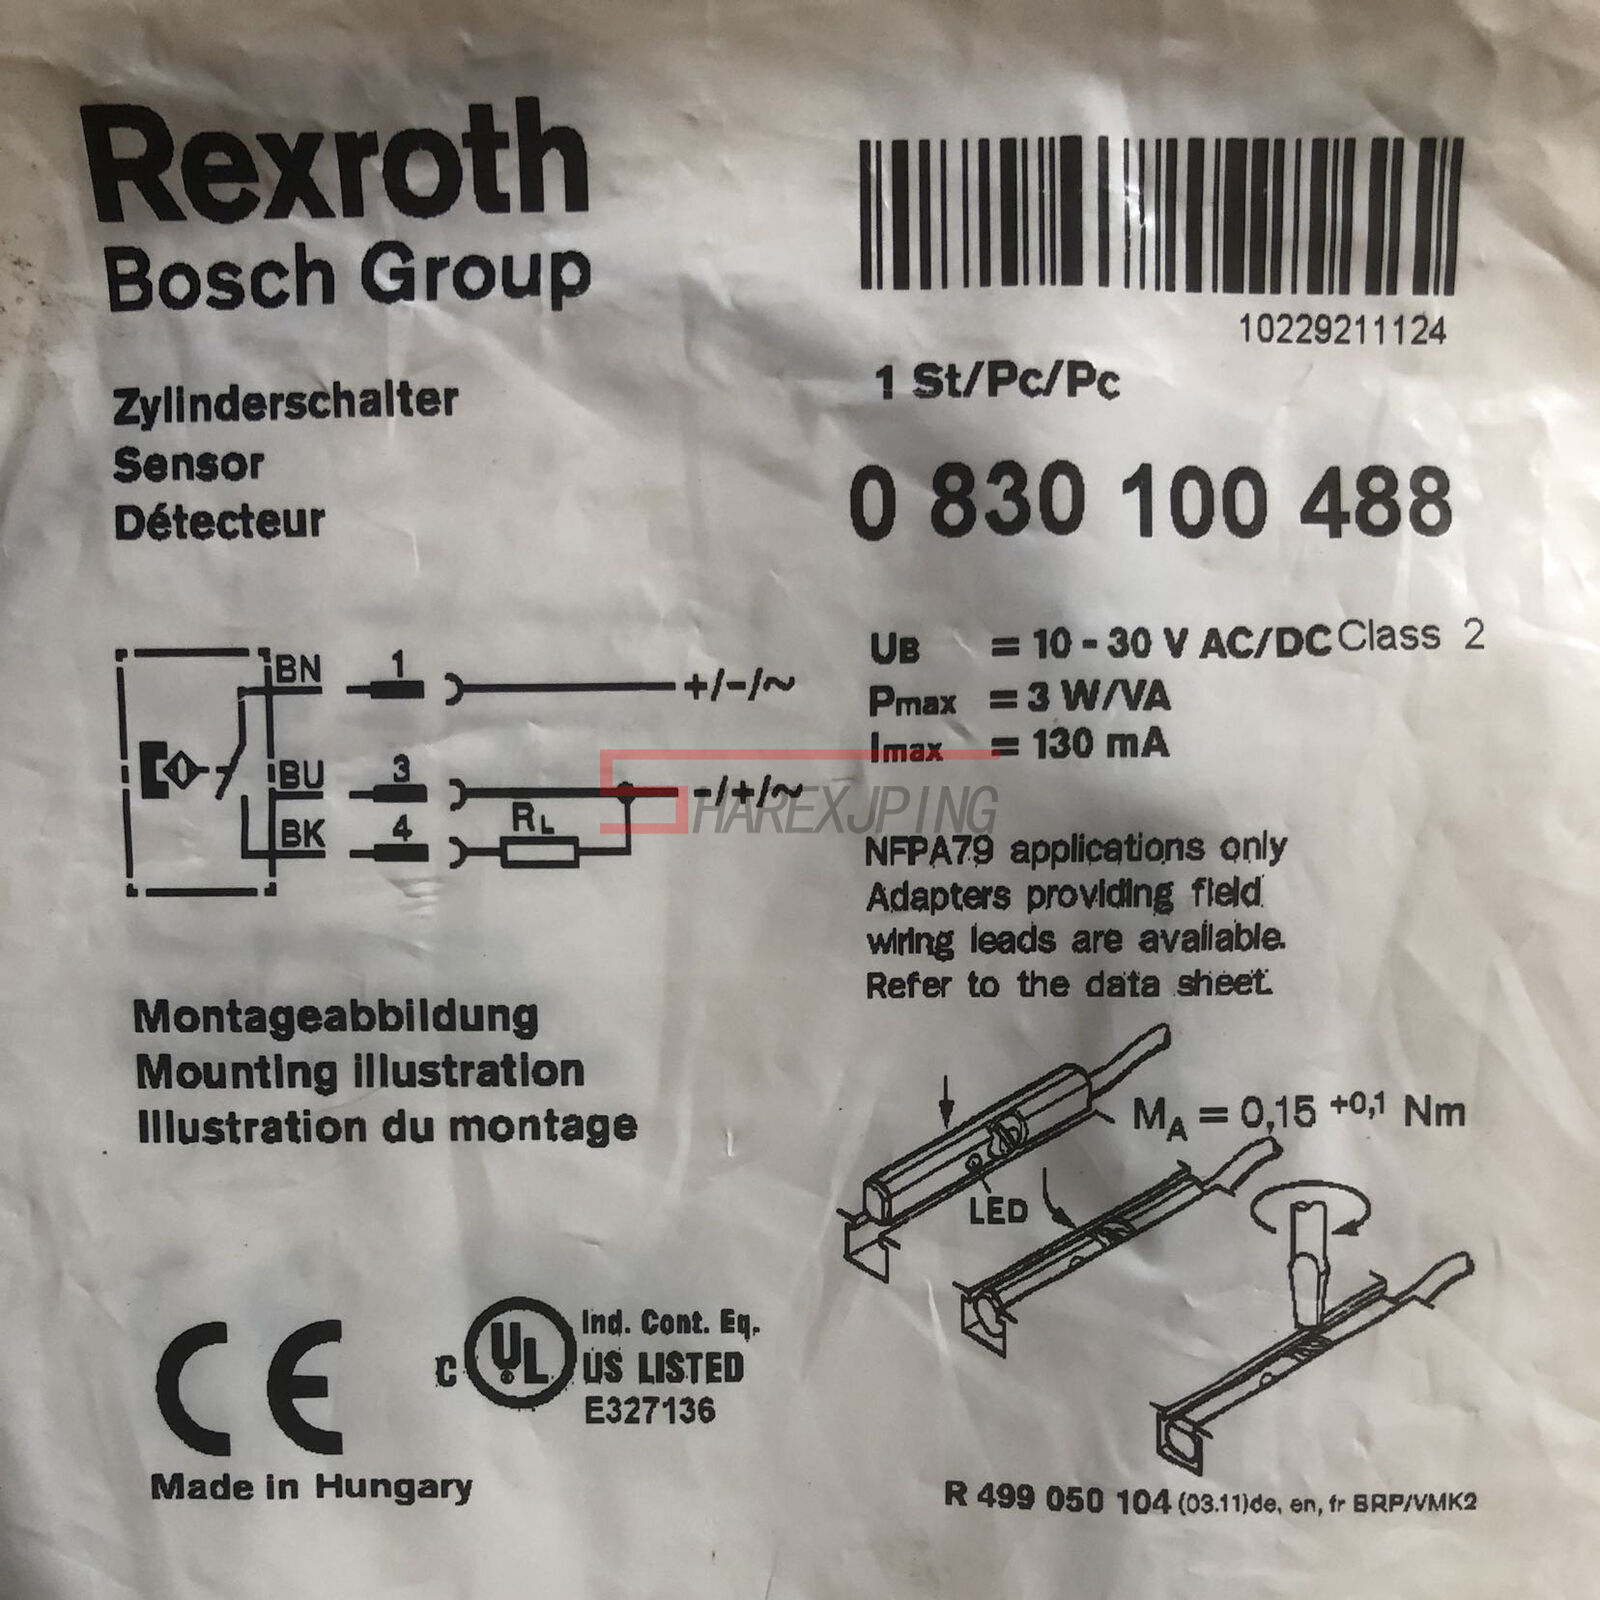 Rexroth
Bosch Group
10229211124
1 St/Pc/Pc
Zylinderschalter
Sensor
Détecteur
0 830 100 488
BN 1 +/-/~
BU 3 -/+/~
BK 4 RL
UB = 10 - 30 V AC/DC Class 2
Pmax = 3 W/VA
Imax = 130 mA
SHAREXJPING
NFPA79 applications only
Adapters providing field
wiring leads are available.
Refer to the data sheet.
Montageabbildung
Mounting illustration
Illustration du montage
MA = 0,15 +0,1 Nm
LED
CE
Made in Hungary
c UL Ind. Cont. Eq.
US LISTED
E327136
R 499 050 104 (03.11)de, en, fr BRP/VMK2